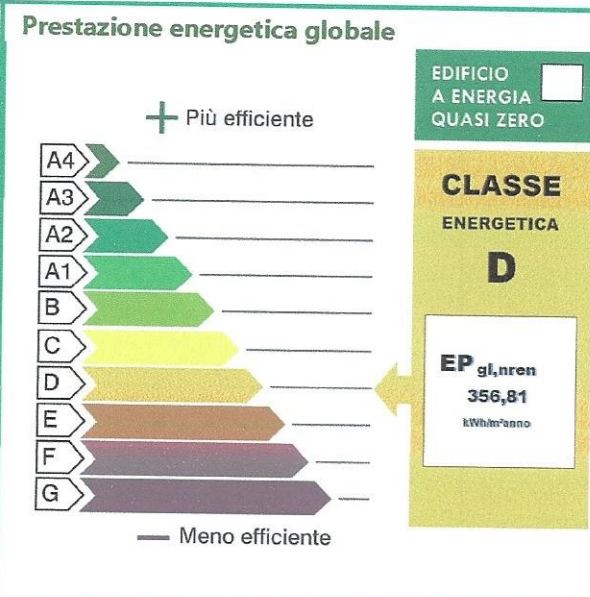 Prestazione energetica globale
EDIFICIO
A ENERGIA
QUASI ZERO
Più efficiente
A4
A3
A2
A1
B
C
D
E
F
G
Meno efficiente
CLASSE
ENERGETICA
D
EP gl,nren
356,81
kWh/m²anno